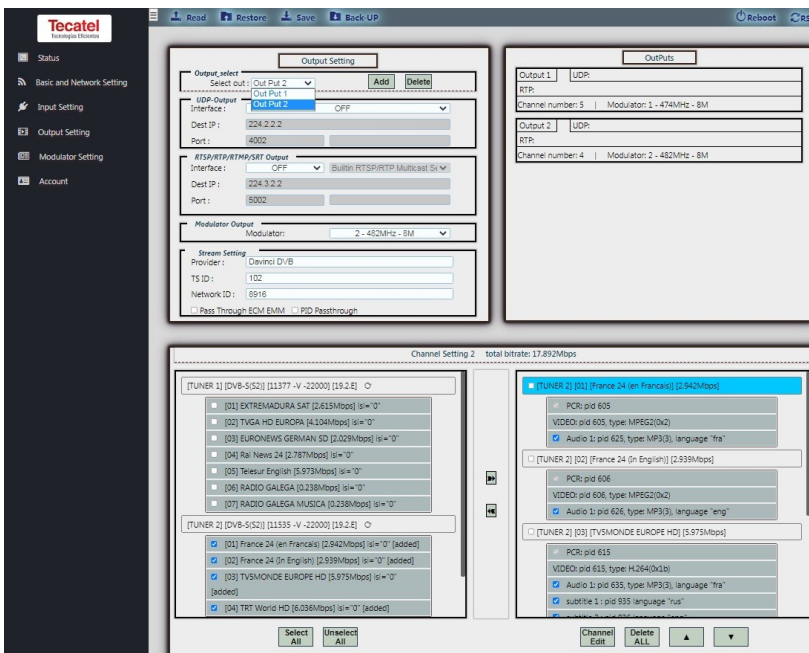 Tecatel
Tecnologías Eficientes
Status
Basic and Network Setting
Input Setting
Output Setting
Modulator Setting
Account
Read Restore Save Back-UP
Reboot
Output Setting
Output_select
Select out : Out Put 2
Add Delete
Out Put 1
Out Put 2
UDP-Output
Interface : OFF
Dest IP : 224.2.2.2
Port : 4002
RTSP/RTP/RTMP/SRT Output
Interface : OFF Builtin RTSP/RTP Multicast Se
Dest IP : 224.3.2.2
Port : 5002
Modulator Output
Modulator: 2 - 482MHz - 8M
Stream Setting
Provider : Davinci DVB
TS ID : 102
Network ID : 8916
Pass Through ECM EMM PID Passthrough
OutPuts
Output 1 UDP:
RTP:
Channel number: 5 | Modulator: 1 - 474MHz - 8M
Output 2 UDP:
RTP:
Channel number: 4 | Modulator: 2 - 482MHz - 8M
Channel Setting 2 total bitrate: 17.892Mbps
[TUNER 1] [DVB-S(S2)] [11377 -V -22000] [19.2.E]
[01] EXTREMADURA SAT [2.615Mbps] isi="0"
[02] TVGA HD EUROPA [4.104Mbps] isi="0"
[03] EURONEWS GERMAN SD [2.029Mbps] isi="0"
[04] Rai News 24 [2.787Mbps] isi="0"
[05] Telesur English [5.973Mbps] isi="0"
[06] RADIO GALEGA [0.238Mbps] isi="0"
[07] RADIO GALEGA MUSICA [0.238Mbps] isi="0"
[TUNER 2] [DVB-S(S2)] [11535 -V -22000] [19.2.E]
[01] France 24 (en Francais) [2.942Mbps] isi="0" [added]
[02] France 24 (In English) [2.939Mbps] isi="0" [added]
[03] TV5MONDE EUROPE HD [5.975Mbps] isi="0"
[added]
[04] TRT World HD [6.036Mbps] isi="0" [added]
Select All
Unselect All
[TUNER 2] [01] [France 24 (en Francais)] [2.942Mbps]
PCR: pid 605
VIDEO: pid 605, type: MPEG2(0x2)
Audio 1: pid 625, type: MP3(3), language "fra"
[TUNER 2] [02] [France 24 (In English)] [2.939Mbps]
PCR: pid 606
VIDEO: pid 606, type: MPEG2(0x2)
Audio 1: pid 626, type: MP3(3), language "eng"
[TUNER 2] [03] [TV5MONDE EUROPE HD] [5.975Mbps]
PCR: pid 615
VIDEO: pid 615, type: H.264(0x1b)
Audio 1: pid 635, type: MP3(3), language "fra"
subtitle 1 : pid 935 language "rus"
Channel Edit
Delete ALL